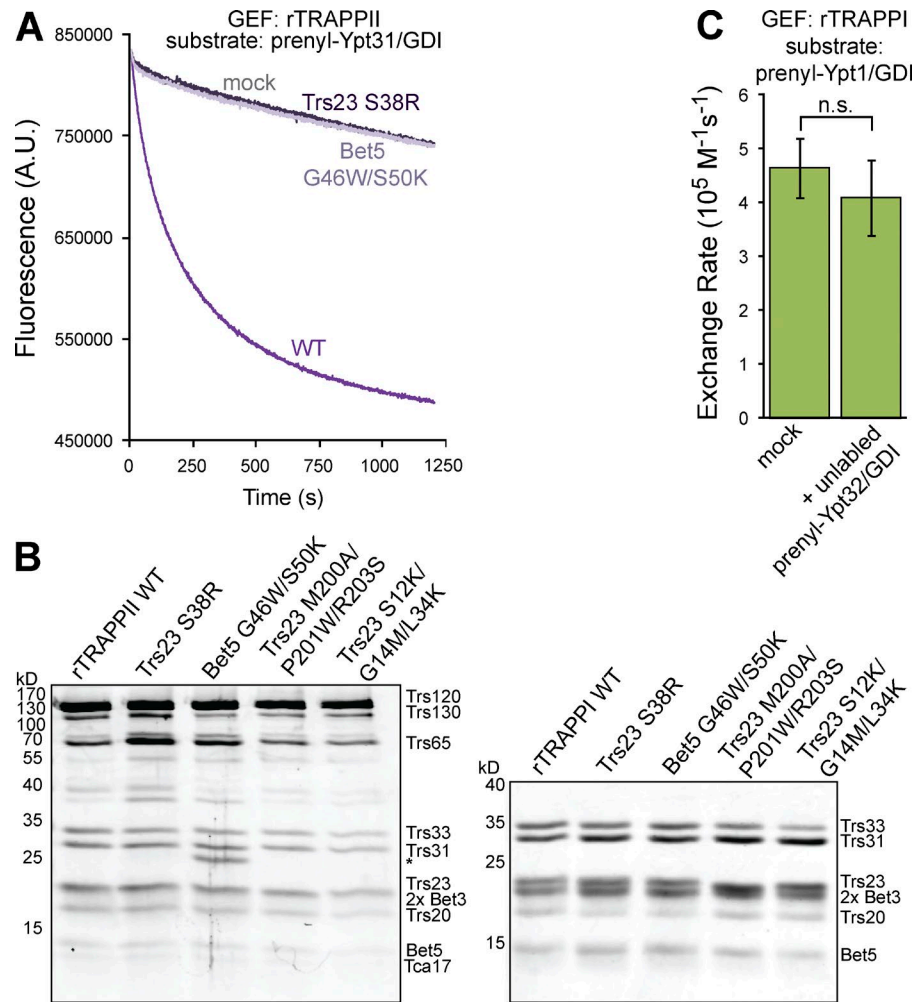 A
GEF: rTRAPPII
substrate: prenyl-Ypt31/GDI
850000
750000
650000
550000
450000
Fluorescence (A.U.)
mock
Trs23 S38R
Bet5
G46W/S50K
WT
0
250
500
750
1000
1250
Time (s)
C
GEF: rTRAPPI
substrate:
prenyl-Ypt1/GDI
6
5
4
3
2
1
0
Exchange Rate (10⁵ M⁻¹s⁻¹)
n.s.
mock
+ unlabled
prenyl-Ypt32/GDI
B
rTRAPPII WT
Trs23 S38R
Bet5 G46W/S50K
Trs23 M200A/
P201W/R203S
Trs23 S12K/
G14M/L34K
kD
170
130
100
70
55
40
35
25
15
Trs120
Trs130
Trs65
Trs33
Trs31
*
Trs23
2x Bet3
Trs20
Bet5
Tca17
rTRAPPI WT
Trs23 S38R
Bet5 G46W/S50K
Trs23 M200A/
P201W/R203S
Trs23 S12K/
G14M/L34K
kD
40
35
25
15
Trs33
Trs31
Trs23
2x Bet3
Trs20
Bet5